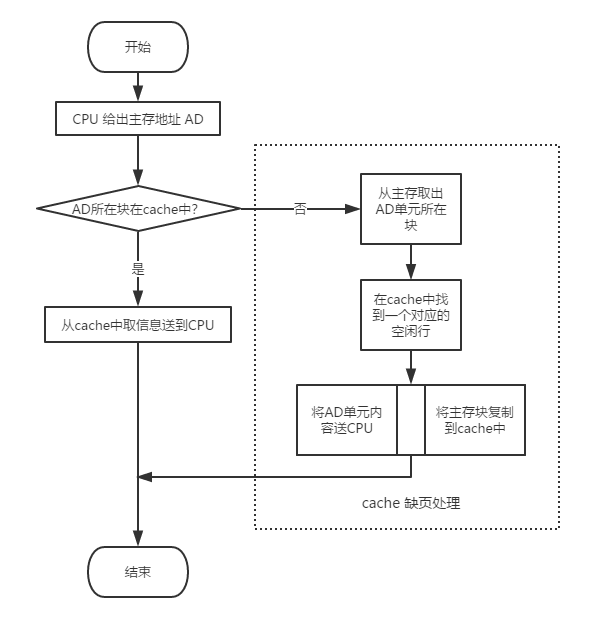 开始
CPU 给出主存地址 AD
AD所在块在cache中?
否
是
从cache中取信息送到CPU
从主存取出
AD单元所在
块
在cache中找
到一个对应的
空闲行
将AD单元内
容送CPU
将主存块复制
到cache中
cache 缺页处理
结束